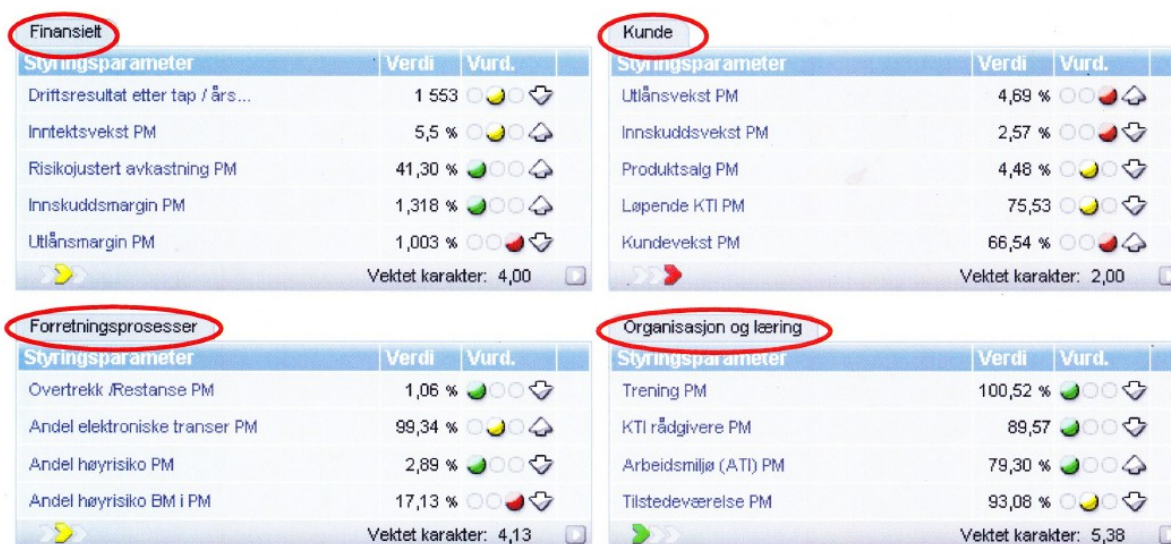 Finansielt
Styringsparameter Verdi Vurd.
Driftsresultat etter tap / års... 1 553
Inntektsvekst PM 5,5 %
Risikojustert avkastning PM 41,30 %
Innskuddsmargin PM 1,318 %
Utlånsmargin PM 1,003 %
Vektet karakter: 4,00
Kunde
Styringsparameter Verdi Vurd.
Utlånsvekst PM 4,69 %
Innskuddsvekst PM 2,57 %
Produktsalg PM 4,48 %
Løpende KTI PM 75,53
Kundevekst PM 66,54 %
Vektet karakter: 2,00
Forretningsprosesser
Styringsparameter Verdi Vurd.
Overtrekk /Restanse PM 1,06 %
Andel elektroniske transer PM 99,34 %
Andel høyrisiko PM 2,89 %
Andel høyrisiko BM i PM 17,13 %
Vektet karakter: 4,13
Organisasjon og læring
Styringsparameter Verdi Vurd.
Trening PM 100,52 %
KTI rådgivere PM 89,57
Arbeidsmiljø (ATI) PM 79,30 %
Tilstedeværelse PM 93,08 %
Vektet karakter: 5,38